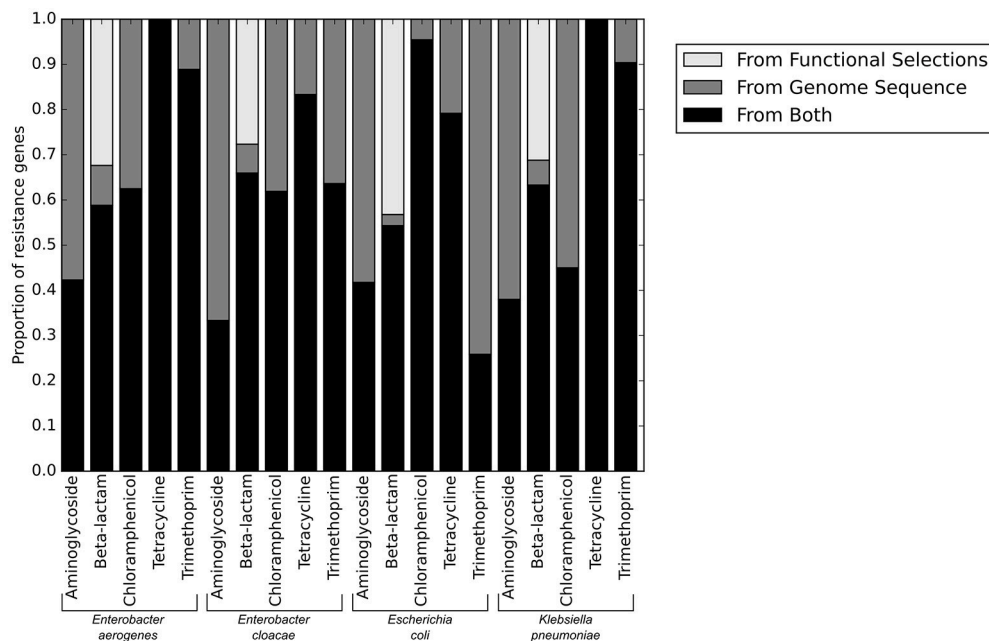 1.0
0.9
0.8
0.7
0.6
0.5
0.4
0.3
0.2
0.1
0.0
Proportion of resistance genes
From Functional Selections
From Genome Sequence
From Both
Aminoglycoside
Beta-lactam
Chloramphenicol
Tetracycline
Trimethoprim
Aminoglycoside
Beta-lactam
Chloramphenicol
Tetracycline
Trimethoprim
Aminoglycoside
Beta-lactam
Chloramphenicol
Tetracycline
Trimethoprim
Aminoglycoside
Beta-lactam
Chloramphenicol
Tetracycline
Trimethoprim
Enterobacter
aerogenes
Enterobacter
cloacae
Escherichia
coli
Klebsiella
pneumoniae